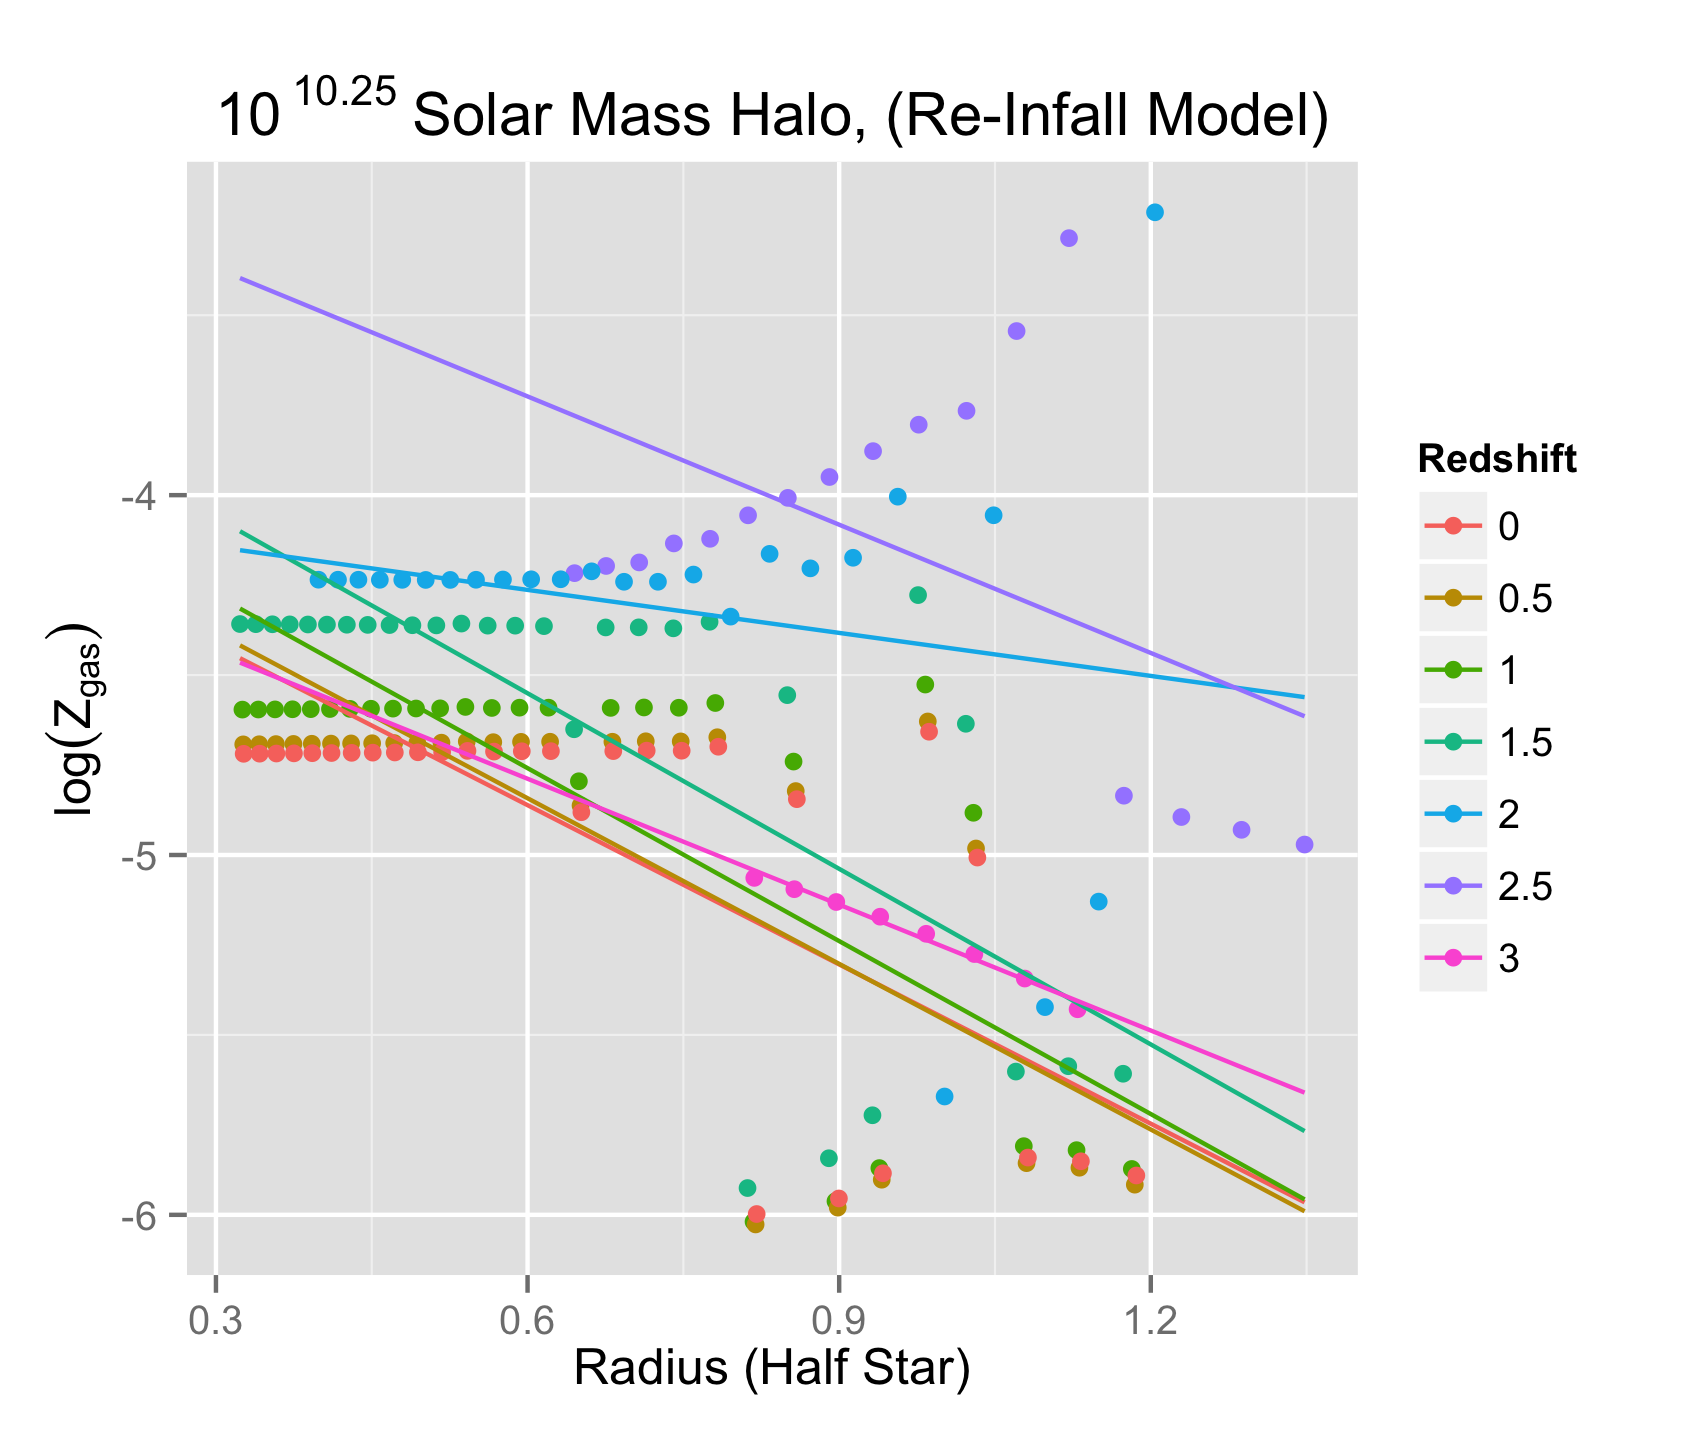 10 10.25 Solar Mass Halo, (Re-Infall Model)
log(Zgas)
-4
-5
-6
0.3 0.6 0.9 1.2
Radius (Half Star)
Redshift
0
0.5
1
1.5
2
2.5
3